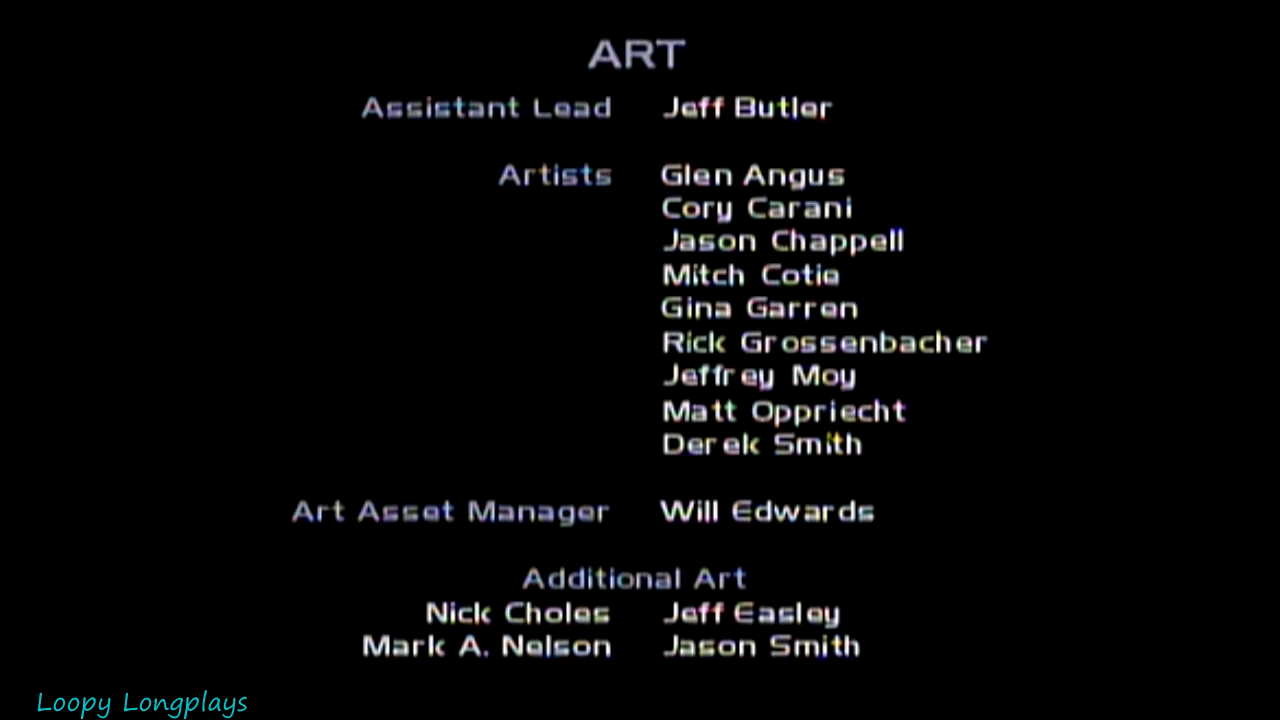 ART
Assistant Lead Jeff Butler
Artists Glen Angus
Cory Carani
Jason Chappell
Mitch Cotie
Gina Garren
Rick Grossenbacher
Jeffrey Moy
Matt Oppriecht
Derek Smith
Art Asset Manager Will Edwards
Additional Art
Nick Choles Jeff Easley
Mark A. Nelson Jason Smith
Loopy Longplays